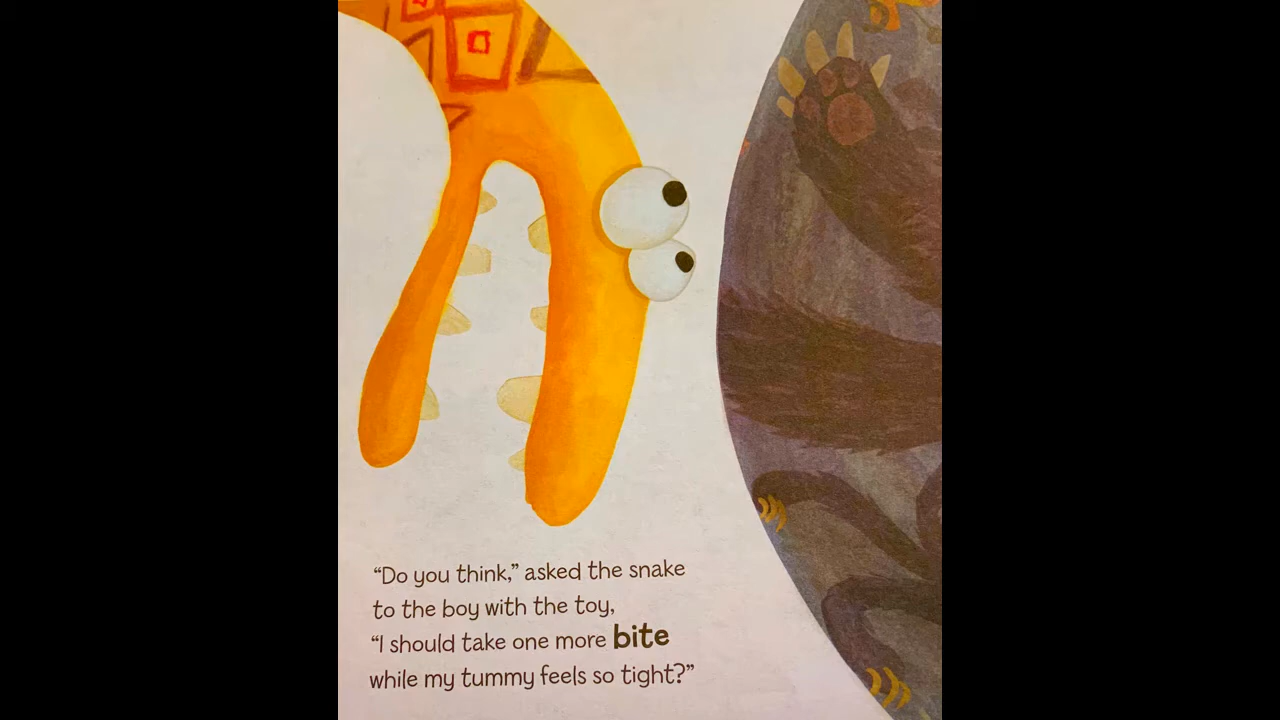 “Do you think,” asked the snake
to the boy with the toy,
“I should take one more bite
while my tummy feels so tight?”